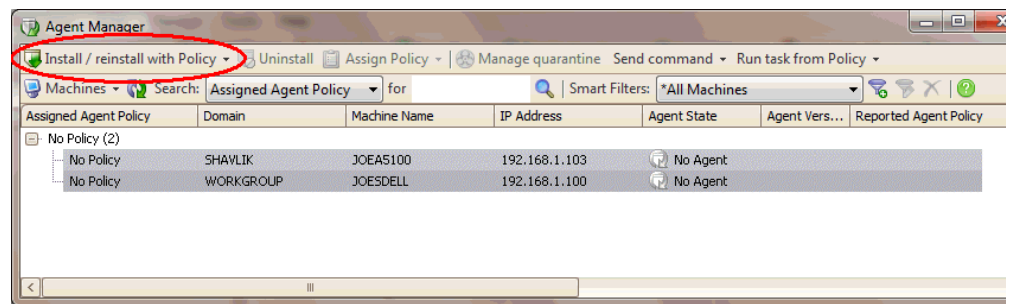 Agent Manager
Install / reinstall with Policy Uninstall Assign Policy Manage quarantine Send command Run task from Policy
Machines Search: Assigned Agent Policy for Smart Filters: *All Machines
Assigned Agent Policy Domain Machine Name IP Address Agent State Agent Vers... Reported Agent Policy
No Policy (2)
No Policy SHAVLIK JOEA5100 192.168.1.103 No Agent
No Policy WORKGROUP JOESDELL 192.168.1.100 No Agent